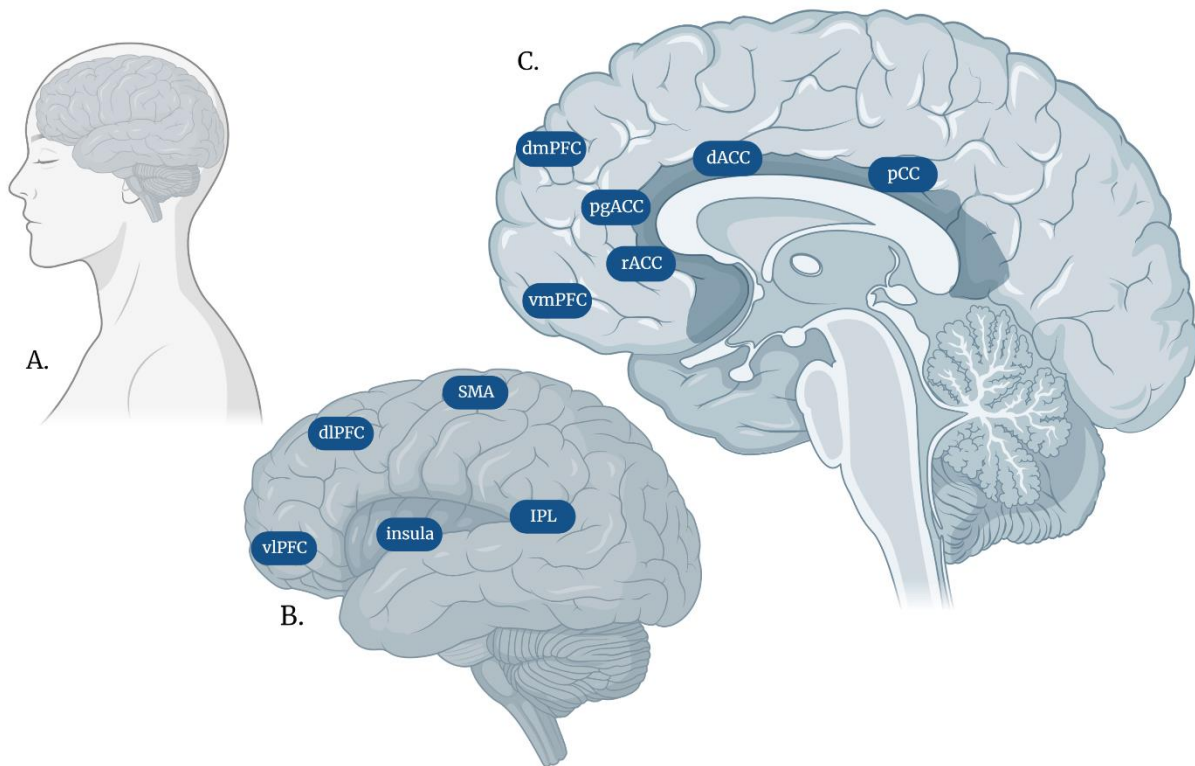 A.
B.
SMA
dlPFC
vlPFC
insula
IPL
C.
dmPFC
dACC
pCC
pgACC
rACC
vmPFC